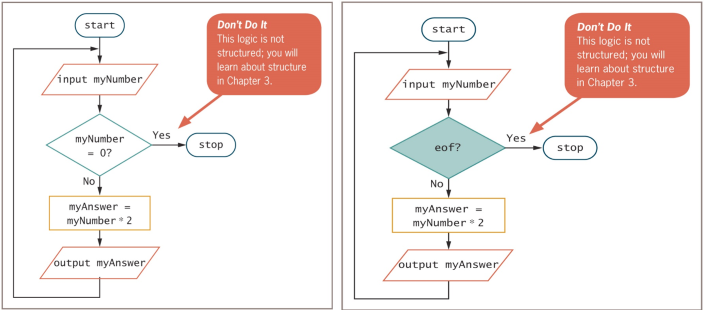 start
Don't Do It
This logic is not
structured; you will
learn about structure
in Chapter 3.
input myNumber
myNumber
= 0?
Yes
stop
No
myAnswer =
myNumber * 2
output myAnswer
start
Don't Do It
This logic is not
structured; you will
learn about structure
in Chapter 3.
input myNumber
eof?
Yes
stop
No
myAnswer =
myNumber * 2
output myAnswer